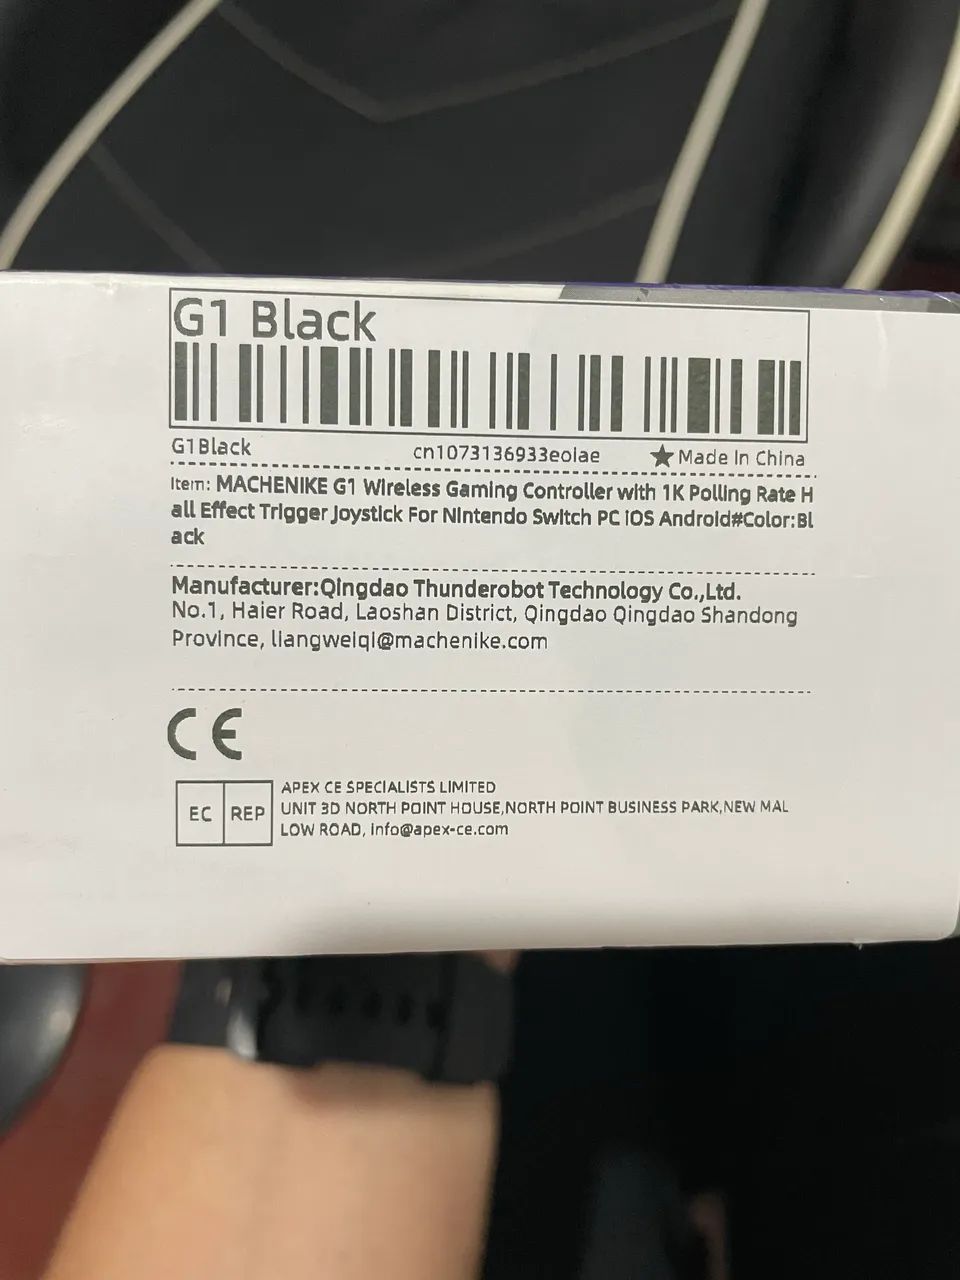 G1 Black
G1Black cn1073136933eolae ★Made In China
Item: MACHENIKE G1 Wireless Gaming Controller with 1K Polling Rate H
all Effect Trigger Joystick For Nintendo Switch PC iOS Android#Color:Bl
ack
Manufacturer:Qingdao Thunderobot Technology Co.,Ltd.
No.1, Haier Road, Laoshan District, Qingdao Qingdao Shandong
Province, liangweiqi@machenike.com
CE
EC REP
APEX CE SPECIALISTS LIMITED
UNIT 3D NORTH POINT HOUSE,NORTH POINT BUSINESS PARK,NEW MAL
LOW ROAD, info@apex-ce.com